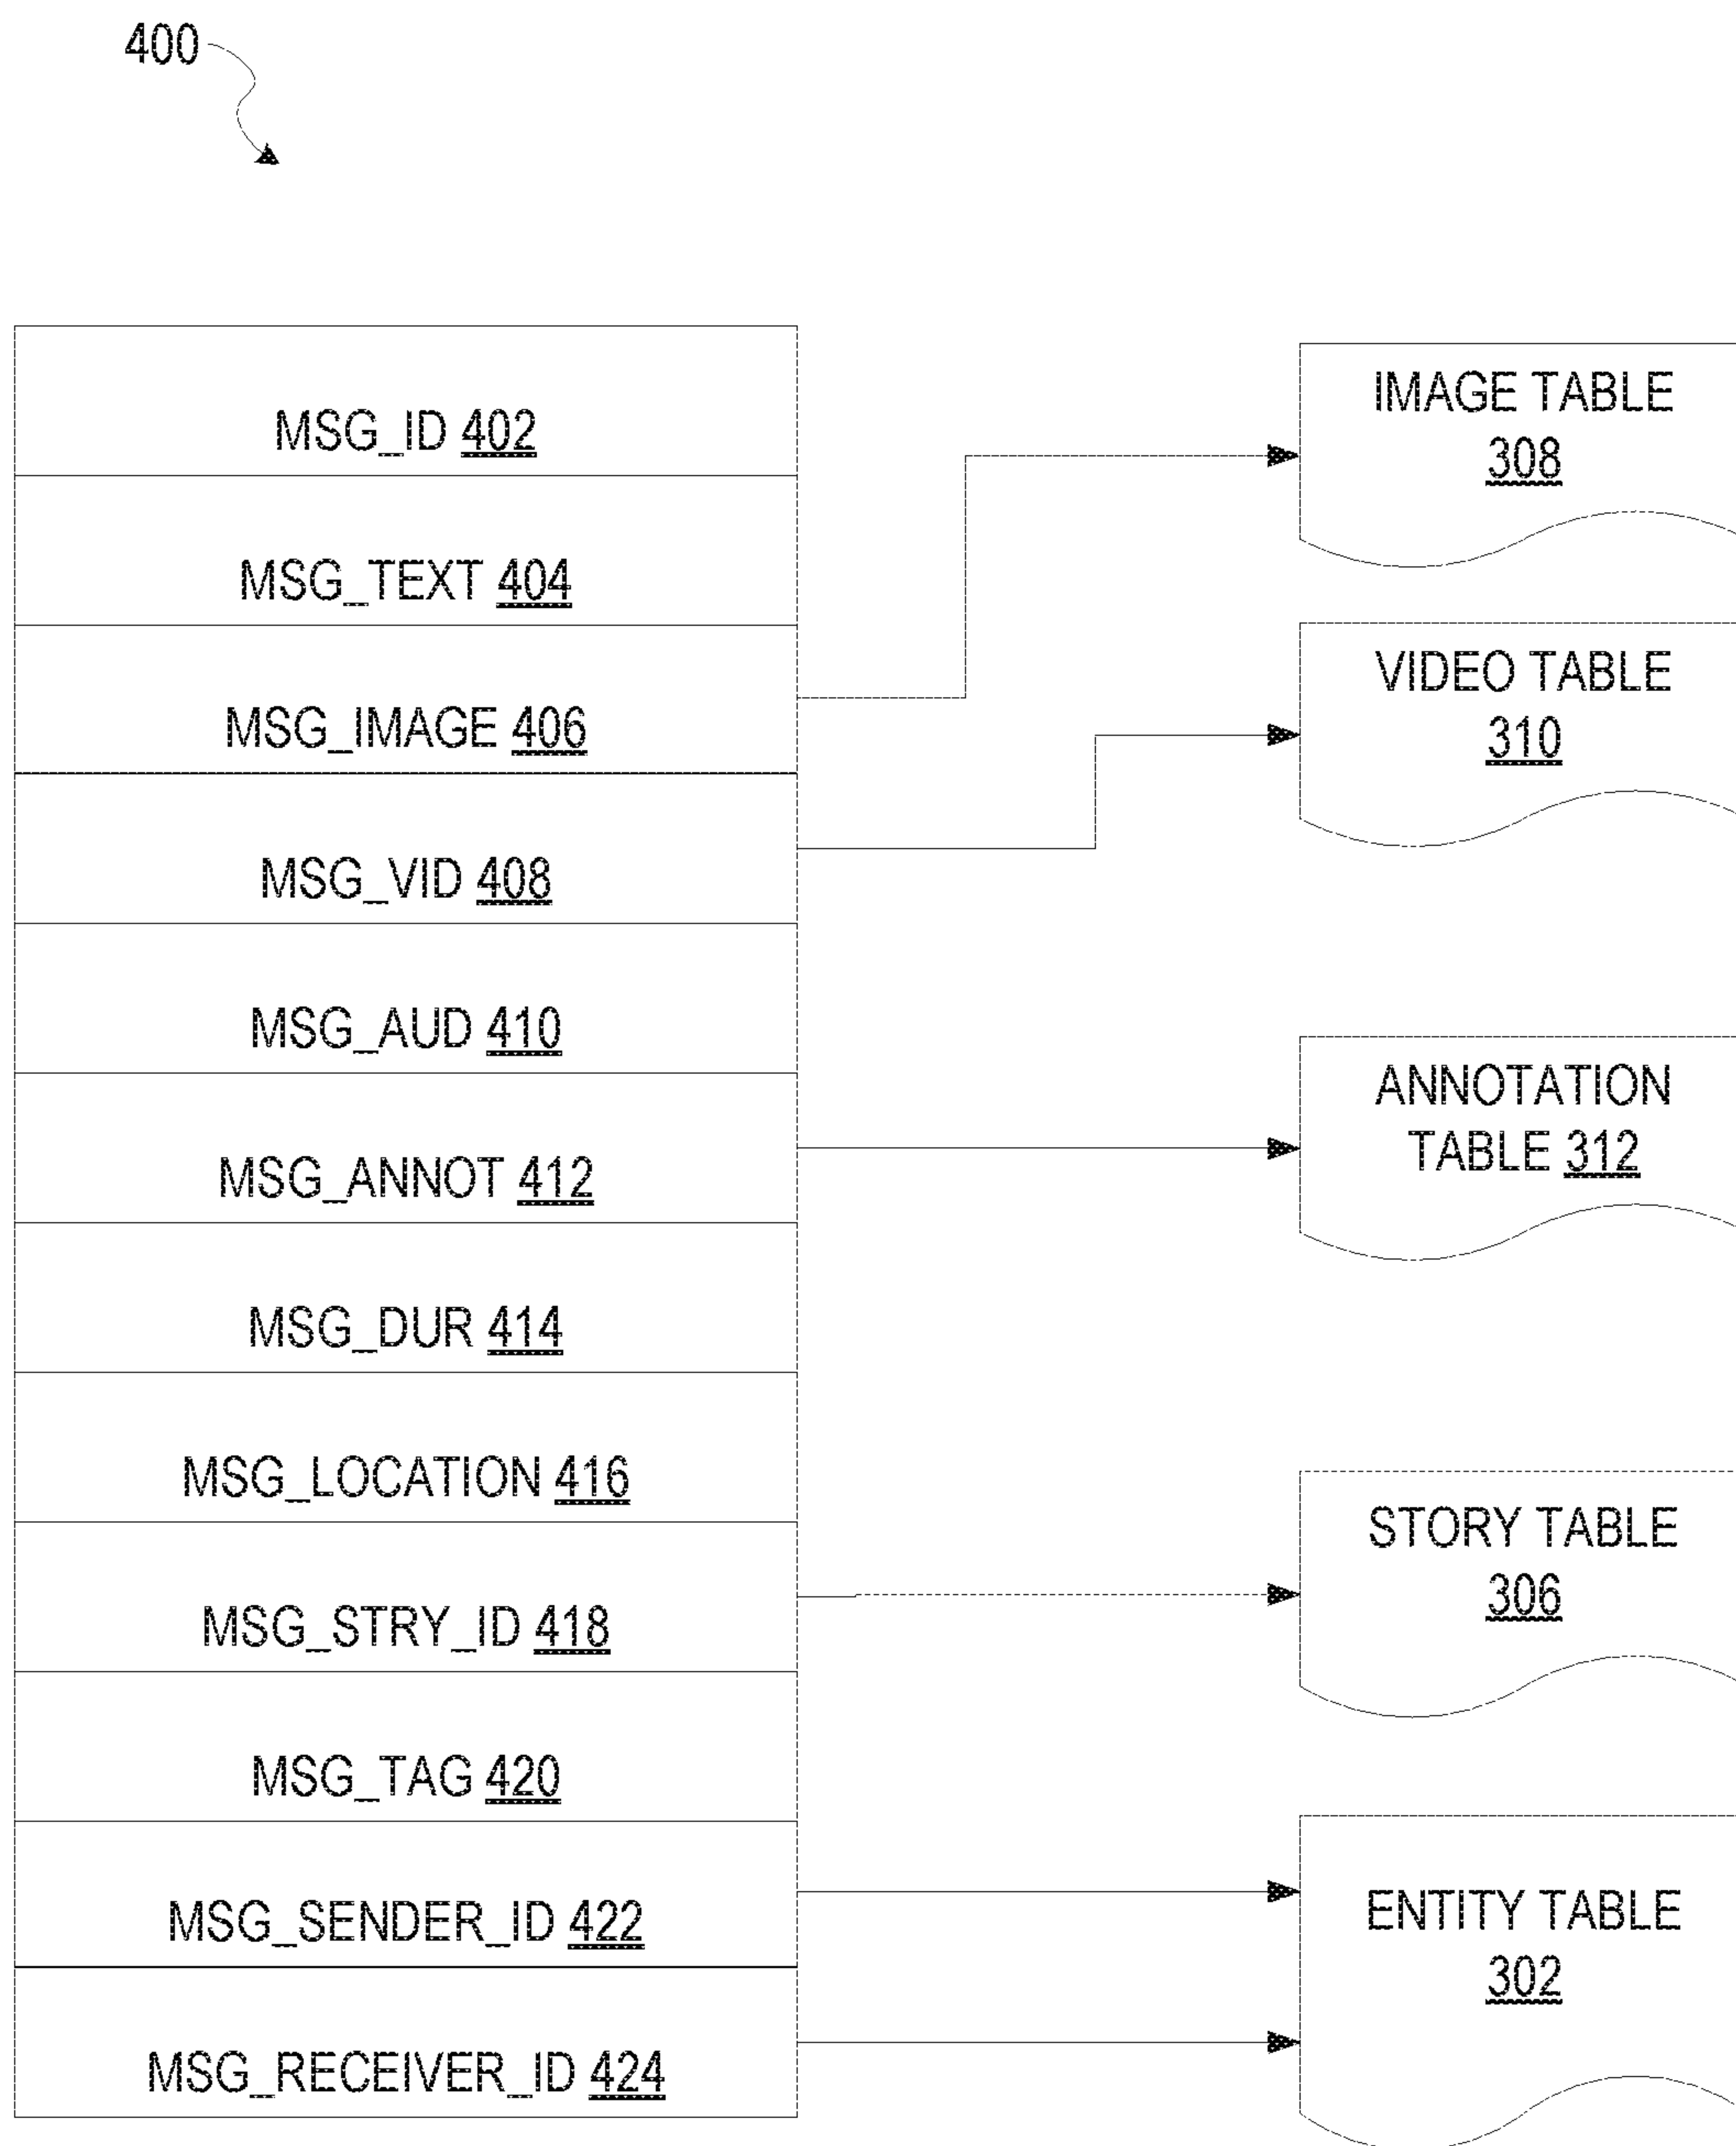 400
MSG_ID 402
MSG_TEXT 404
MSG_IMAGE 406
MSG_VID 408
MSG_AUD 410
MSG_ANNOT 412
MSG_DUR 414
MSG_LOCATION 416
MSG_STRY_ID 418
MSG_TAG 420
MSG_SENDER_ID 422
MSG_RECEIVER_ID 424
IMAGE TABLE
308
VIDEO TABLE
310
ANNOTATION
TABLE 312
STORY TABLE
306
ENTITY TABLE
302